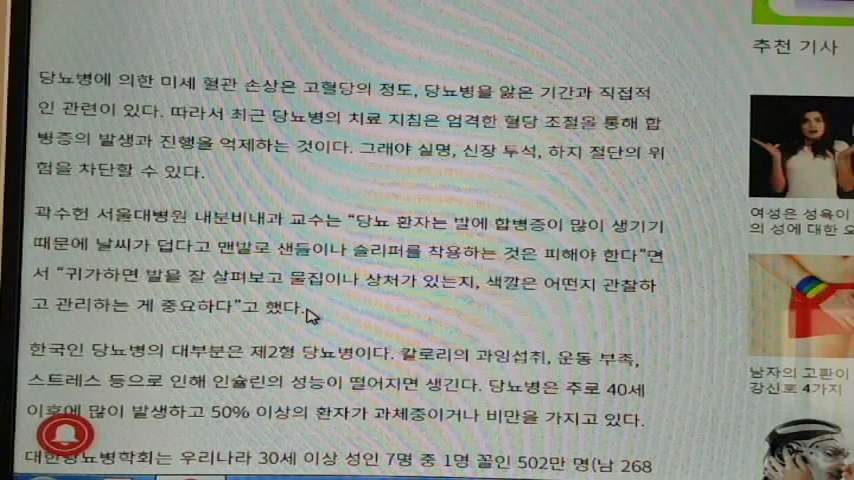 당뇨병에 의한 미세 혈관 손상은 고혈당의 정도, 당뇨병을 앓은 기간과 직접적
인 관련이 있다. 따라서 최근 당뇨병의 치료 지침은 엄격한 혈당 조절을 통해 합
병증의 발생과 진행을 억제하는 것이다. 그래야 실명, 신장 투석, 하지 절단의 위
험을 차단할 수 있다.
곽수헌 서울대병원 내분비내과 교수는 “당뇨 환자는 발에 합병증이 많이 생기기
때문에 날씨가 덥다고 맨발로 샌들이나 슬리퍼를 착용하는 것은 피해야 한다”면
서 “귀가하면 발을 잘 살펴보고 물집이나 상처가 있는지, 색깔은 어떤지 관찰하
고 관리하는 게 중요하다”고 했다.
한국인 당뇨병의 대부분은 제2형 당뇨병이다. 칼로리의 과잉섭취, 운동 부족,
스트레스 등으로 인해 인슐린의 성능이 떨어지면 생긴다. 당뇨병은 주로 40세
이후에 많이 발생하고 50% 이상의 환자가 과체중이거나 비만을 가지고 있다.
대한당뇨병학회는 우리나라 30세 이상 성인 7명 중 1명 꼴인 502만 명(남 268
추천 기사
여성은 성욕이
의 성에 대한 오
남자의 고환이
강신호 4가지